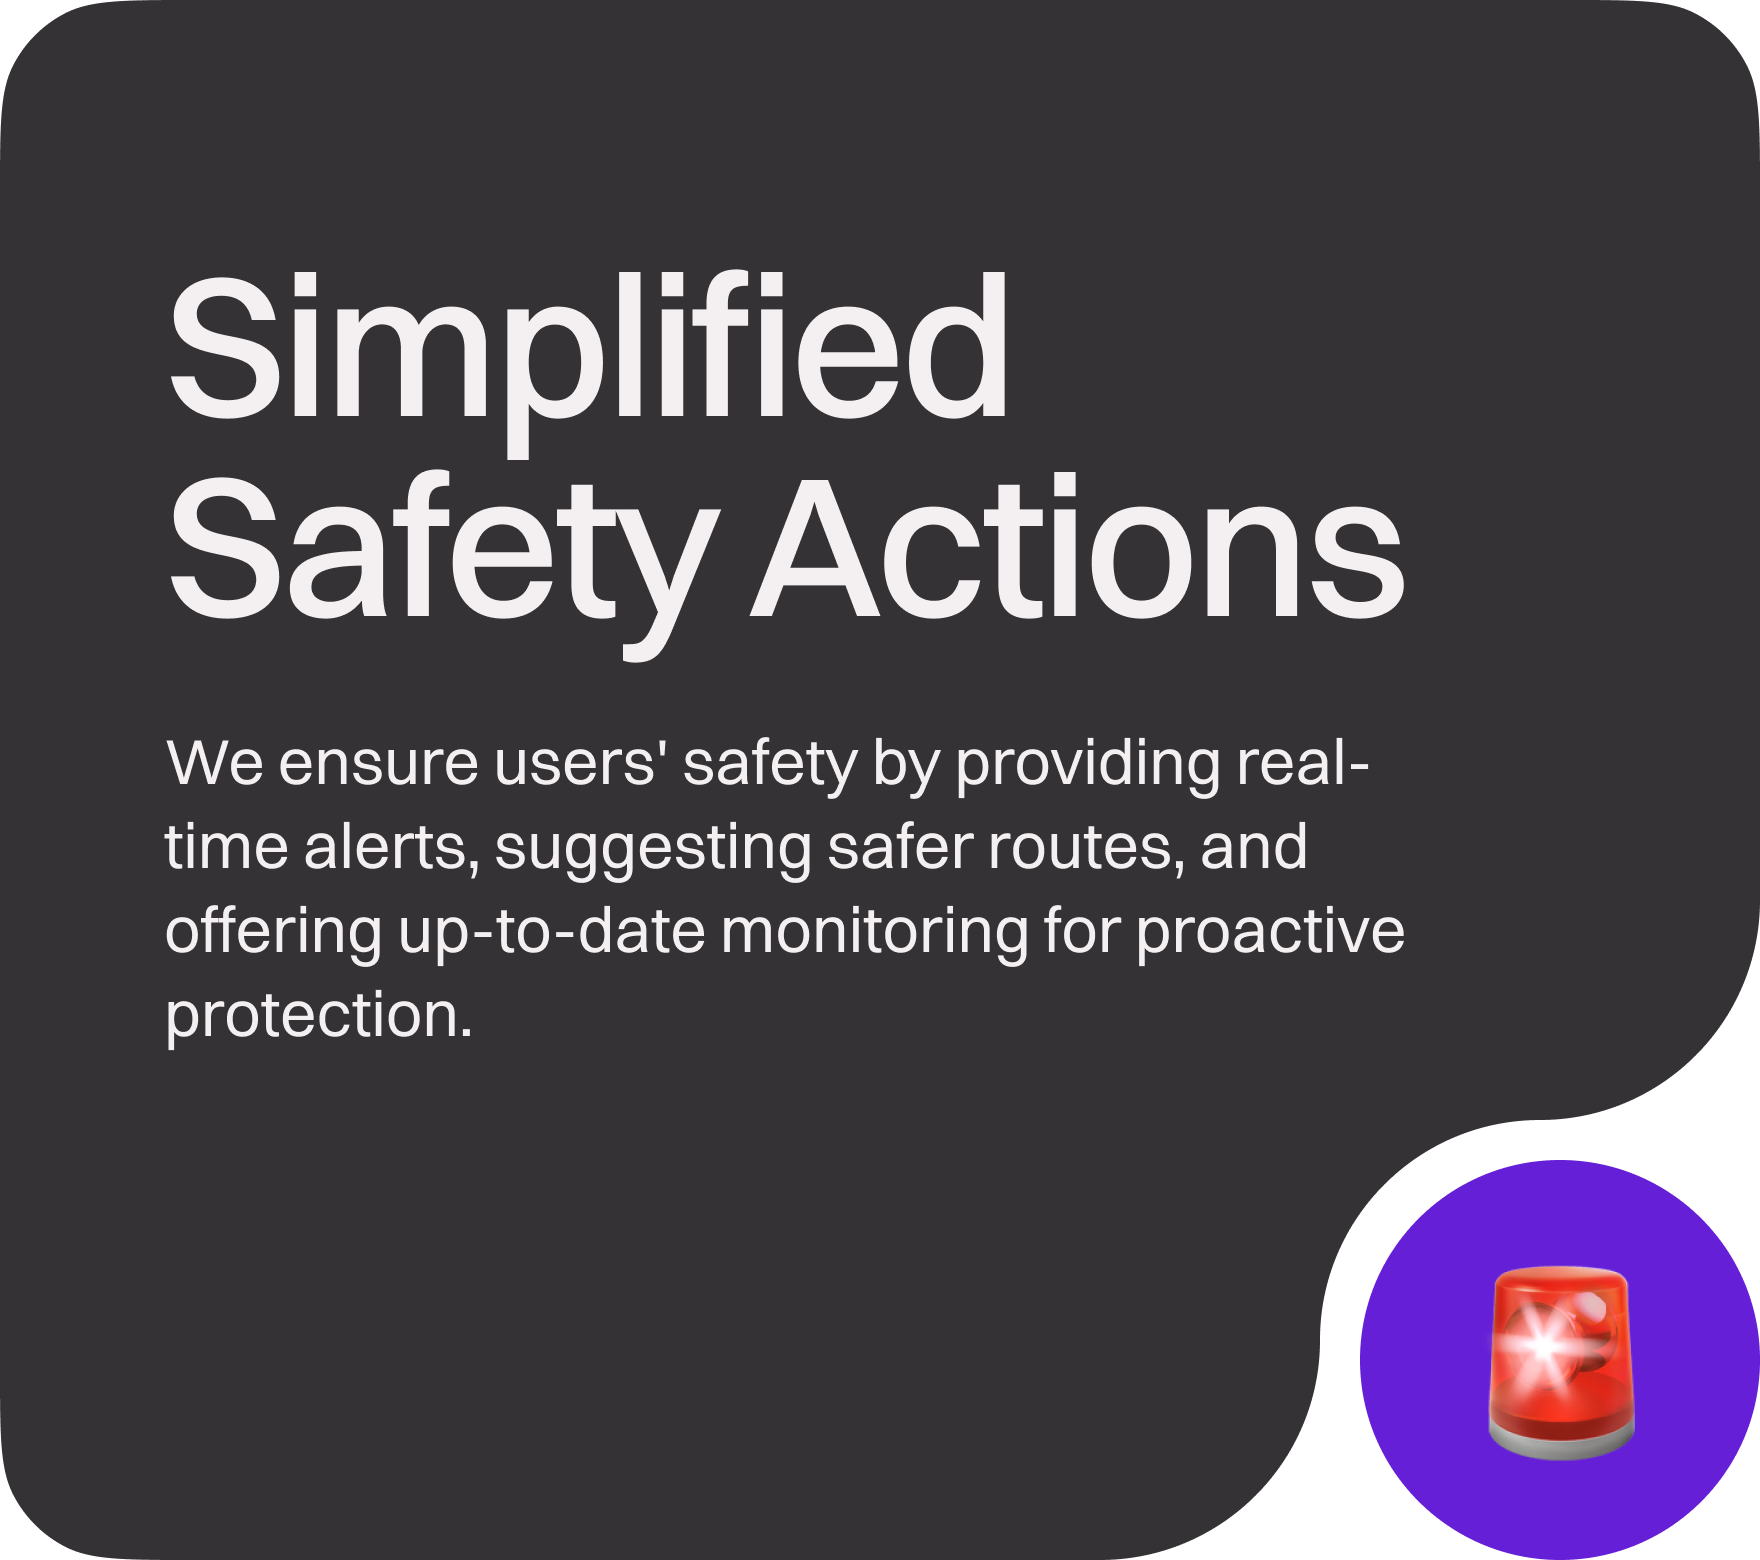 Simplified
Safety Actions
We ensure users' safety by providing real-
time alerts, suggesting safer routes, and
offering up-to-date monitoring for proactive
protection.